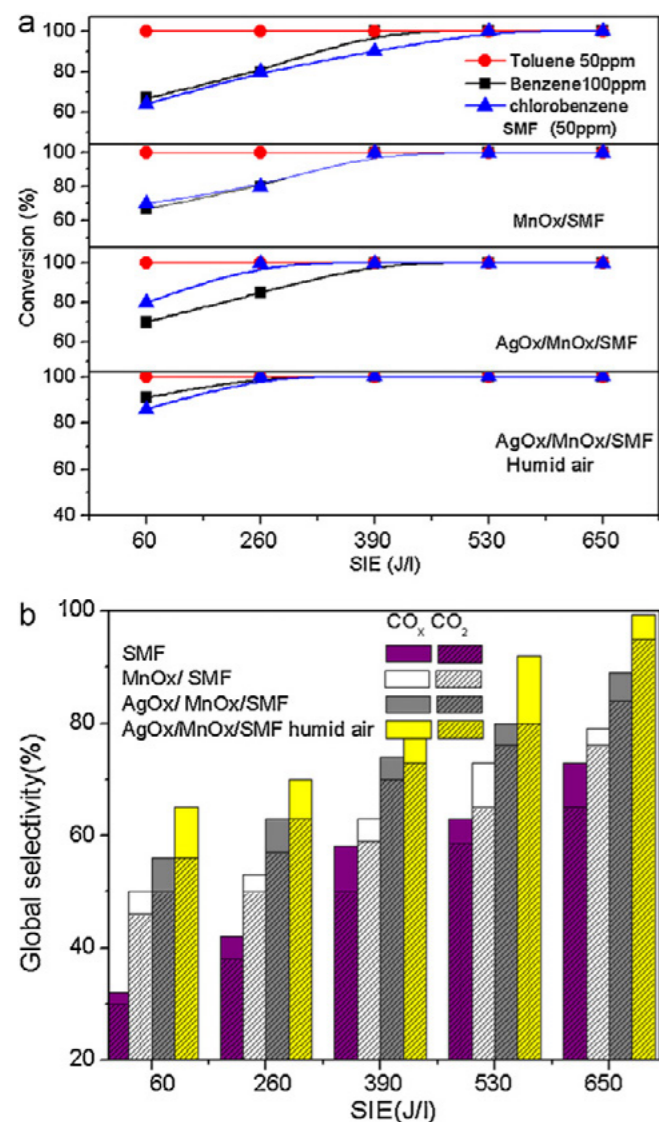 a
100
80
60
Toluene 50ppm
Benzene100ppm
chlorobenzene
SMF (50ppm)
100
80
60
MnOx/SMF
100
80
60
AgOx/MnOx/SMF
100
80
60
40
AgOx/MnOx/SMF
Humid air
Conversion (%)
60 260 390 530 650
SIE (J/l)
b
100
80
60
40
20
Global selectivity(%)
COx CO2
SMF
MnOx/ SMF
AgOx/ MnOx/SMF
AgOx/MnOx/SMF humid air
60 260 390 530 650
SIE(J/l)